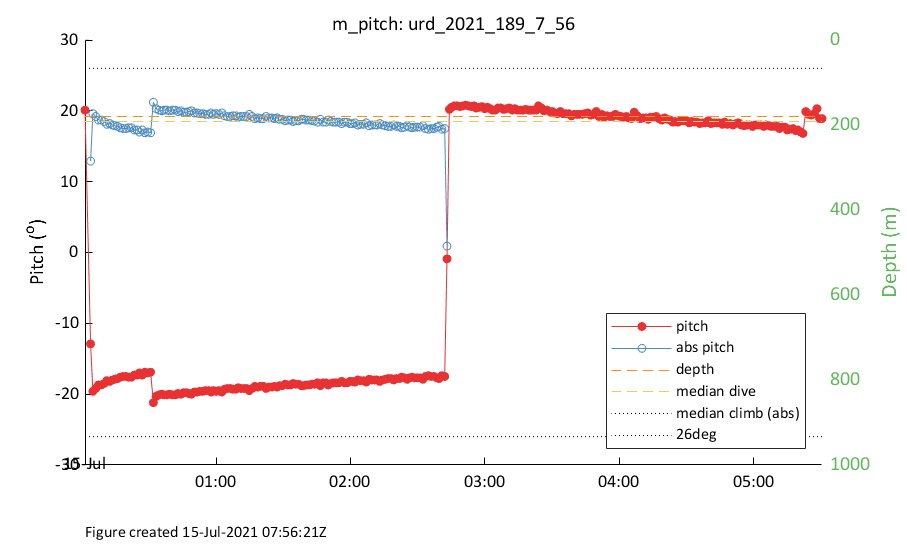 m_pitch: urd_2021_189_7_56
30
20
10
0
-10
-20
-30
Pitch (º)
0
200
400
600
800
1000
Depth (m)
pitch
abs pitch
depth
median dive
median climb (abs)
26deg
15-Jul
01:00 02:00 03:00 04:00 05:00
Figure created 15-Jul-2021 07:56:21Z